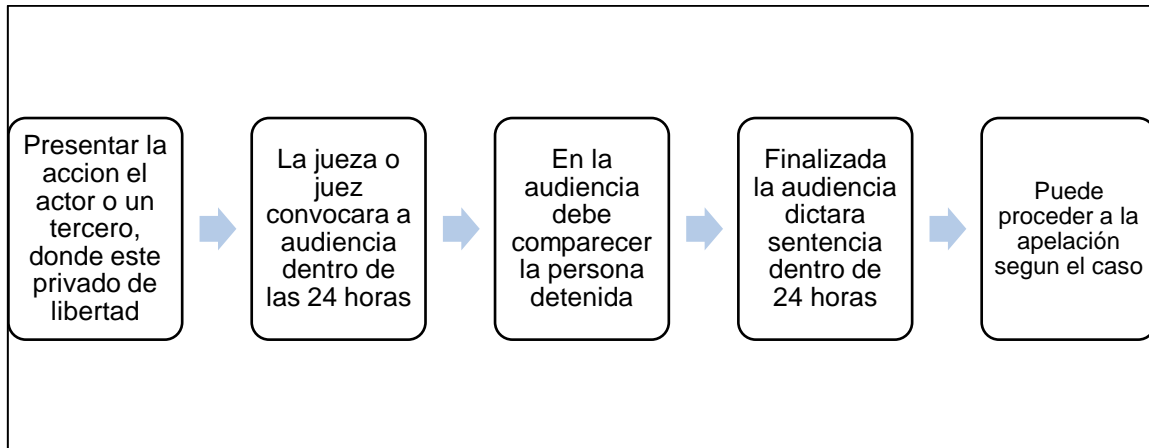 Presentar la
accion el
actor o un
tercero,
donde este
privado de
libertad
La jueza o
juez
convocara a
audiencia
dentro de
las 24 horas
En la
audiencia
debe
comparecer
la persona
detenida
Finalizada
la audiencia
dictara
sentencia
dentro de
24 horas
Puede
proceder a la
apelación
segun el caso